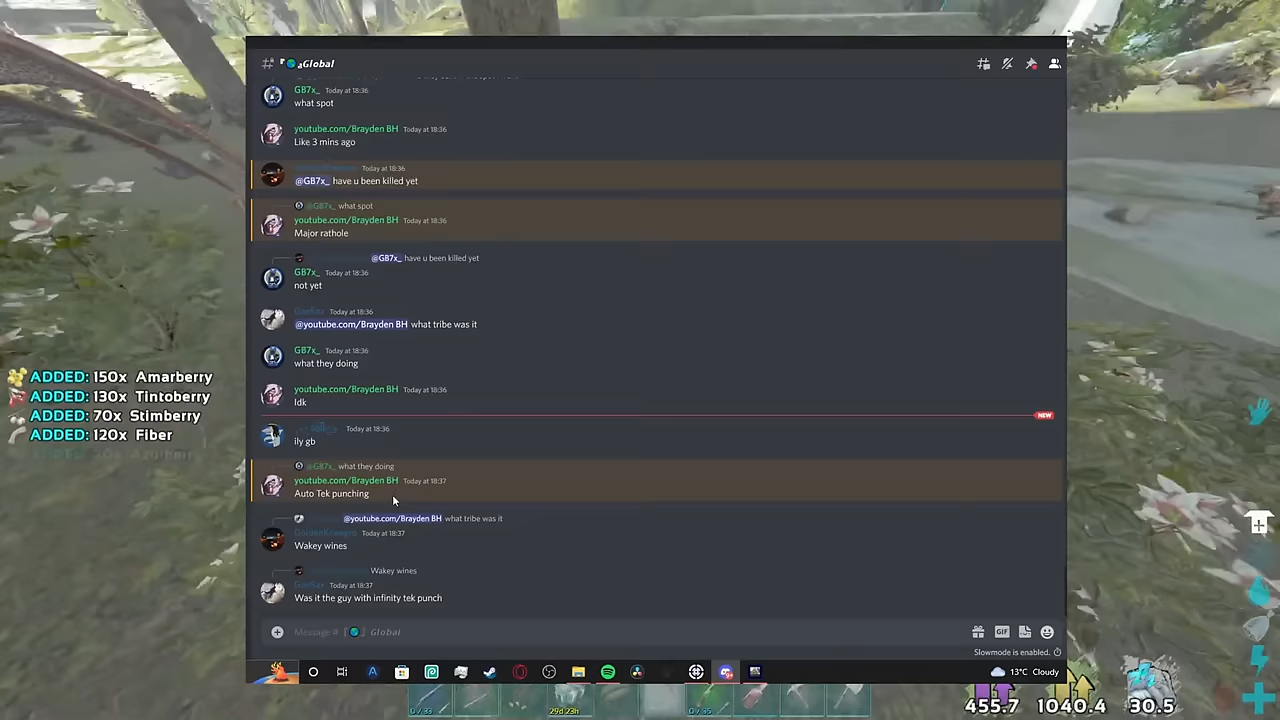 Global
GB7x_ Today at 18:36
what spot
youtube.com/Brayden BH Today at 18:36
Like 3 mins ago
Today at 18:36
@GB7x_ have u been killed yet
@GB7x_ what spot
youtube.com/Brayden BH Today at 18:36
Major rathole
@GB7x_ have u been killed yet
GB7x_ Today at 18:36
not yet
Today at 18:36
@youtube.com/Brayden BH what tribe was it
GB7x_ Today at 18:36
what they doing
youtube.com/Brayden BH Today at 18:36
Idk
NEW
Today at 18:36
ily gb
@GB7x_ what they doing
youtube.com/Brayden BH Today at 18:37
Auto Tek punching
@youtube.com/Brayden BH what tribe was it
Today at 18:37
Wakey wines
Wakey wines
Today at 18:37
Was it the guy with infinity tek punch
Message # Global
GIF
Slowmode is enabled.
13°C Cloudy
ADDED: 150x Amarberry
ADDED: 130x Tintoberry
ADDED: 70x Stimberry
ADDED: 120x Fiber
0 / 33
29d 23h
0 / 35
455.7
1040.4
30.5